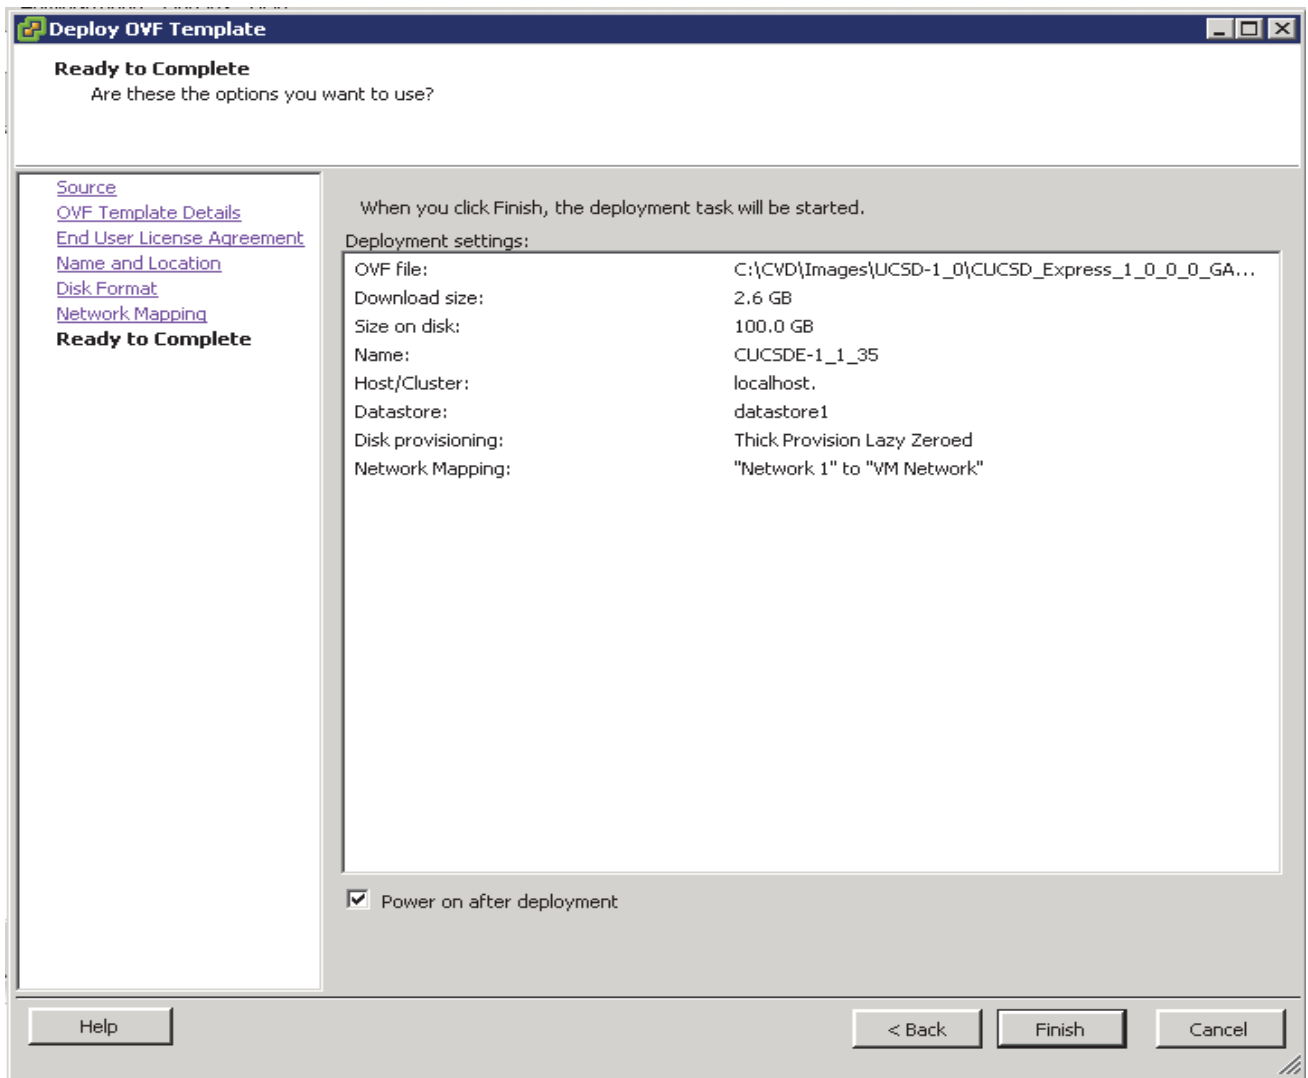 Deploy OVF Template
Ready to Complete
Are these the options you want to use?
Source
OVF Template Details
End User License Agreement
Name and Location
Disk Format
Network Mapping
Ready to Complete
When you click Finish, the deployment task will be started.
Deployment settings:
OVF file: C:\CVD\Images\UCSD-1_0\CUCSD_Express_1_0_0_0_GA...
Download size: 2.6 GB
Size on disk: 100.0 GB
Name: CUCSDE-1_1_35
Host/Cluster: localhost.
Datastore: datastore1
Disk provisioning: Thick Provision Lazy Zeroed
Network Mapping: "Network 1" to "VM Network"
Power on after deployment
Help
< Back
Finish
Cancel